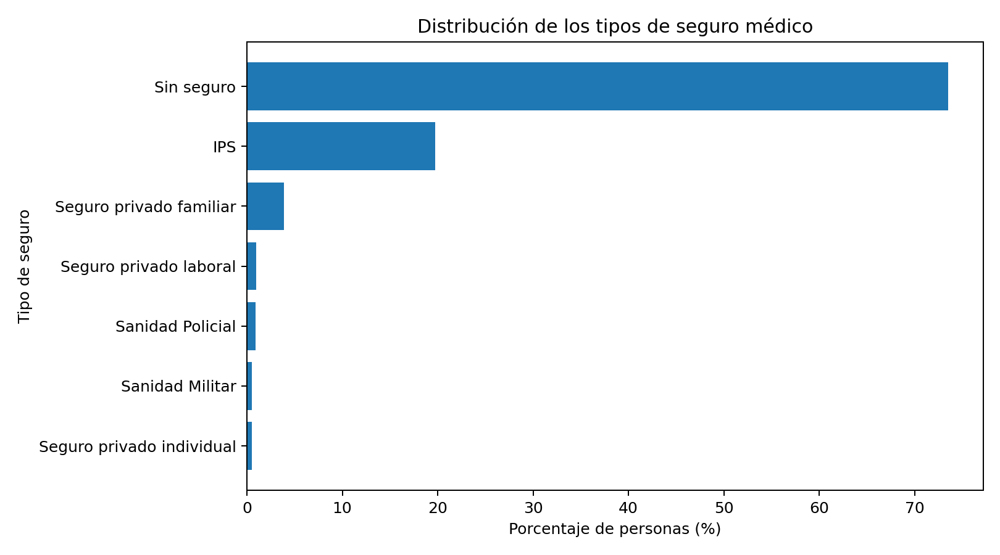 Distribución de los tipos de seguro médico
Tipo de seguro
Sin seguro
IPS
Seguro privado familiar
Seguro privado laboral
Sanidad Policial
Sanidad Militar
Seguro privado individual
0 10 20 30 40 50 60 70
Porcentaje de personas (%)